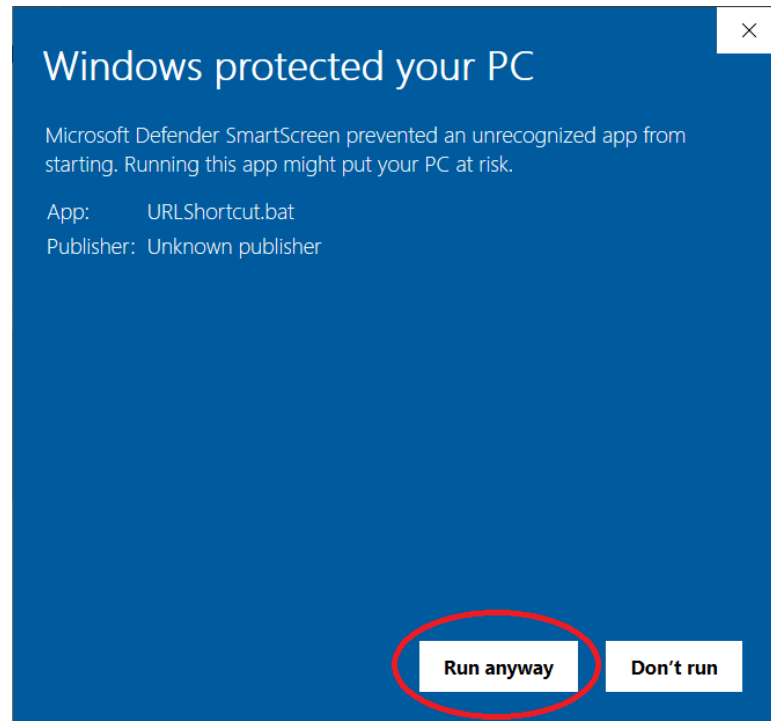 Windows protected your PC
Microsoft Defender SmartScreen prevented an unrecognized app from
starting. Running this app might put your PC at risk.
App: URLShortcut.bat
Publisher: Unknown publisher
Run anyway Don't run